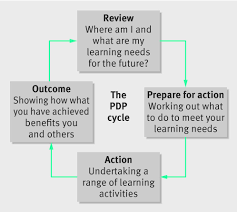 Review
Where am I and
what are my
learning needs
for the future?
Outcome
Showing how what
you have achieved
benefits you
and others
The
PDP
cycle
Prepare for action
Working out what
to do to meet your
learning needs
Action
Undertaking a
range of learning
activities